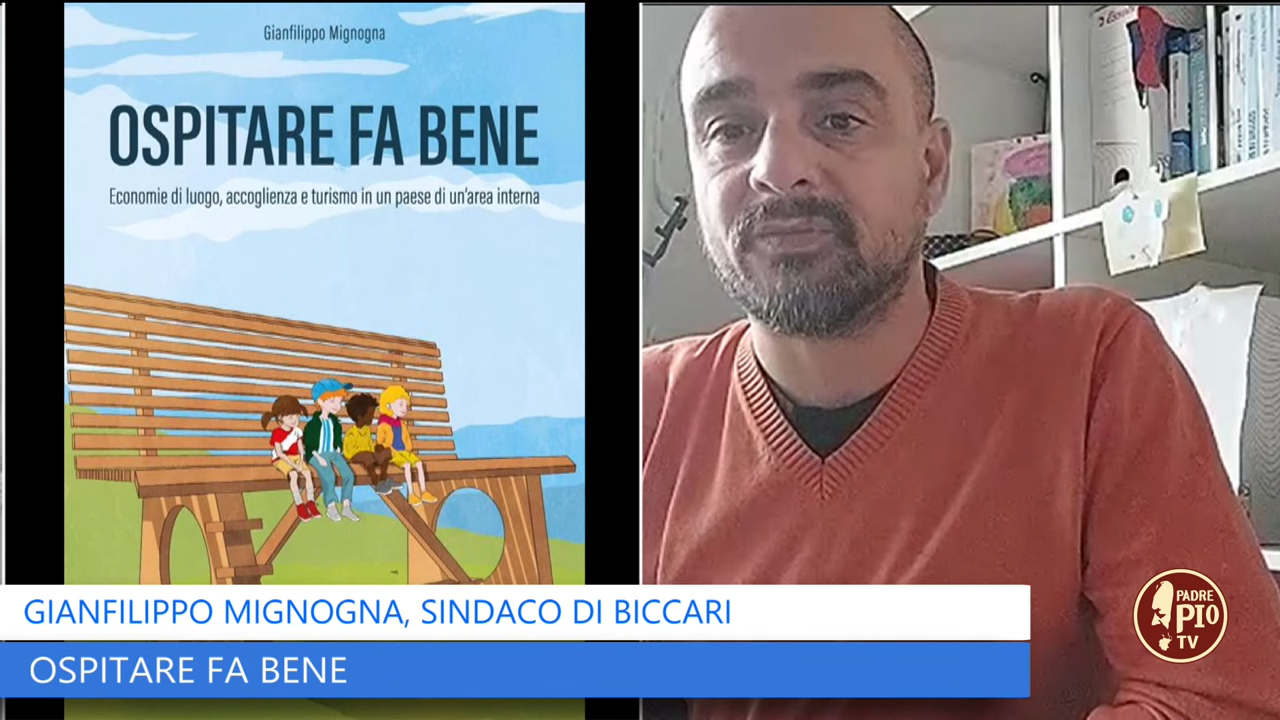 Gianfilippo Mignogna
OSPITARE FA BENE
Economie di luogo, accoglienza e turismo in un paese di un'area interna
GIANFILIPPO MIGNOGNA, SINDACO DI BICCARI
OSPITARE FA BENE
PADRE
PIO
TV